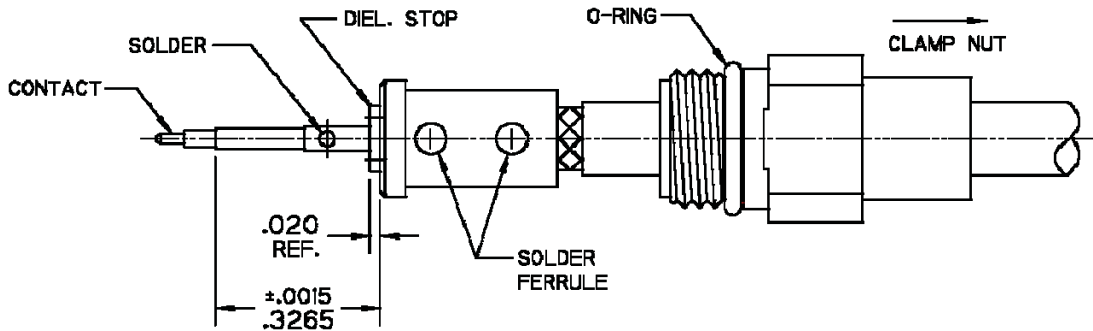 DIEL. STOP
O-RING
SOLDER
CLAMP NUT
CONTACT
.020
REF.
SOLDER
FERRULE
±.0015
.3265